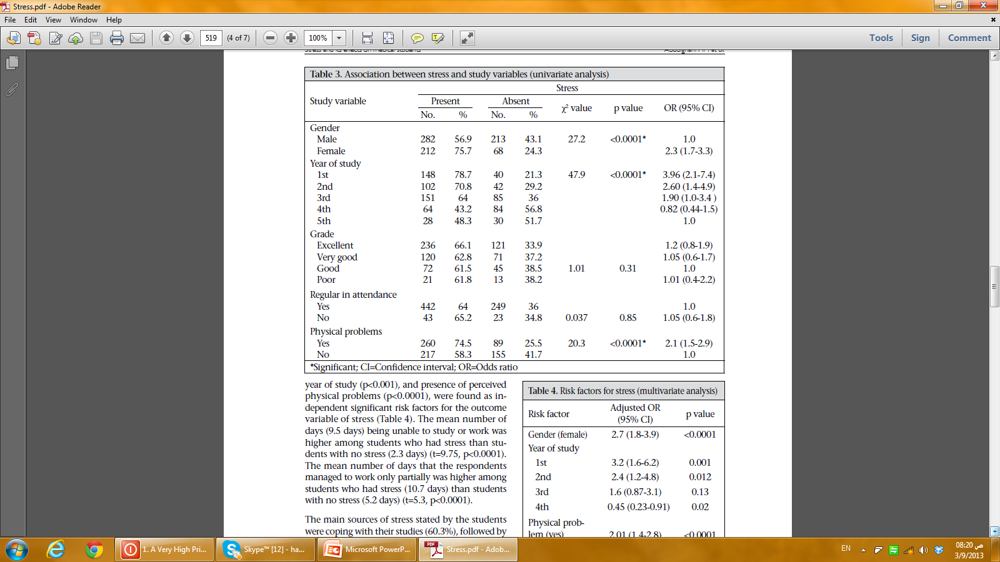 Stress.pdf - Adobe Reader
File Edit View Window Help
519 (4 of 7) 100% Tools Sign Comment
Stress and its effects on medical students
Table 3. Association between stress and study variables (univariate analysis)
Stress
Study variable Present Absent χ² value p value OR (95% CI)
No. % No. %
Gender
Male 282 56.9 213 43.1 27.2 <0.0001* 1.0
Female 212 75.7 68 24.3 2.3 (1.7-3.3)
Year of study
1st 148 78.7 40 21.3 47.9 <0.0001* 3.96 (2.1-7.4)
2nd 102 70.8 42 29.2 2.60 (1.4-4.9)
3rd 151 64 85 36 1.90 (1.0-3.4 )
4th 64 43.2 84 56.8 0.82 (0.44-1.5)
5th 28 48.3 30 51.7 1.0
Grade
Excellent 236 66.1 121 33.9 1.2 (0.8-1.9)
Very good 120 62.8 71 37.2 1.05 (0.6-1.7)
Good 72 61.5 45 38.5 1.01 0.31 1.0
Poor 21 61.8 13 38.2 1.01 (0.4-2.2)
Regular in attendance
Yes 442 64 249 36 1.0
No 43 65.2 23 34.8 0.037 0.85 1.05 (0.6-1.8)
Physical problems
Yes 260 74.5 89 25.5 20.3 <0.0001* 2.1 (1.5-2.9)
No 217 58.3 155 41.7 1.0
*Significant; CI=Confidence interval; OR=Odds ratio
year of study (p<0.001), and presence of perceived
physical problems (p<0.0001), were found as in-
dependent significant risk factors for the outcome
variable of stress (Table 4). The mean number of
days (9.5 days) being unable to study or work was
higher among students who had stress than stu-
dents with no stress (2.3 days) (t=9.75, p<0.0001).
The mean number of days that the respondents
managed to work only partially was higher among
students who had stress (10.7 days) than students
with no stress (5.2 days) (t=5.3, p<0.0001).
The main sources of stress stated by the students
were coping with their studies (60.3%), followed by
Table 4. Risk factors for stress (multivariate analysis)
Risk factor Adjusted OR (95% CI) p value
Gender (female) 2.7 (1.8-3.9) <0.0001
Year of study
1st 3.2 (1.6-6.2) 0.001
2nd 2.4 (1.2-4.8) 0.012
3rd 1.6 (0.87-3.1) 0.13
4th 0.45 (0.23-0.91) 0.02
Physical prob-
lem (yes) 2.01 (1.4-2.8) <0.0001
1. A Very High Pri...
Skype™ [12] - ha...
Microsoft PowerP...
Stress.pdf - Adob...
EN
08:20 ص
3/9/2013